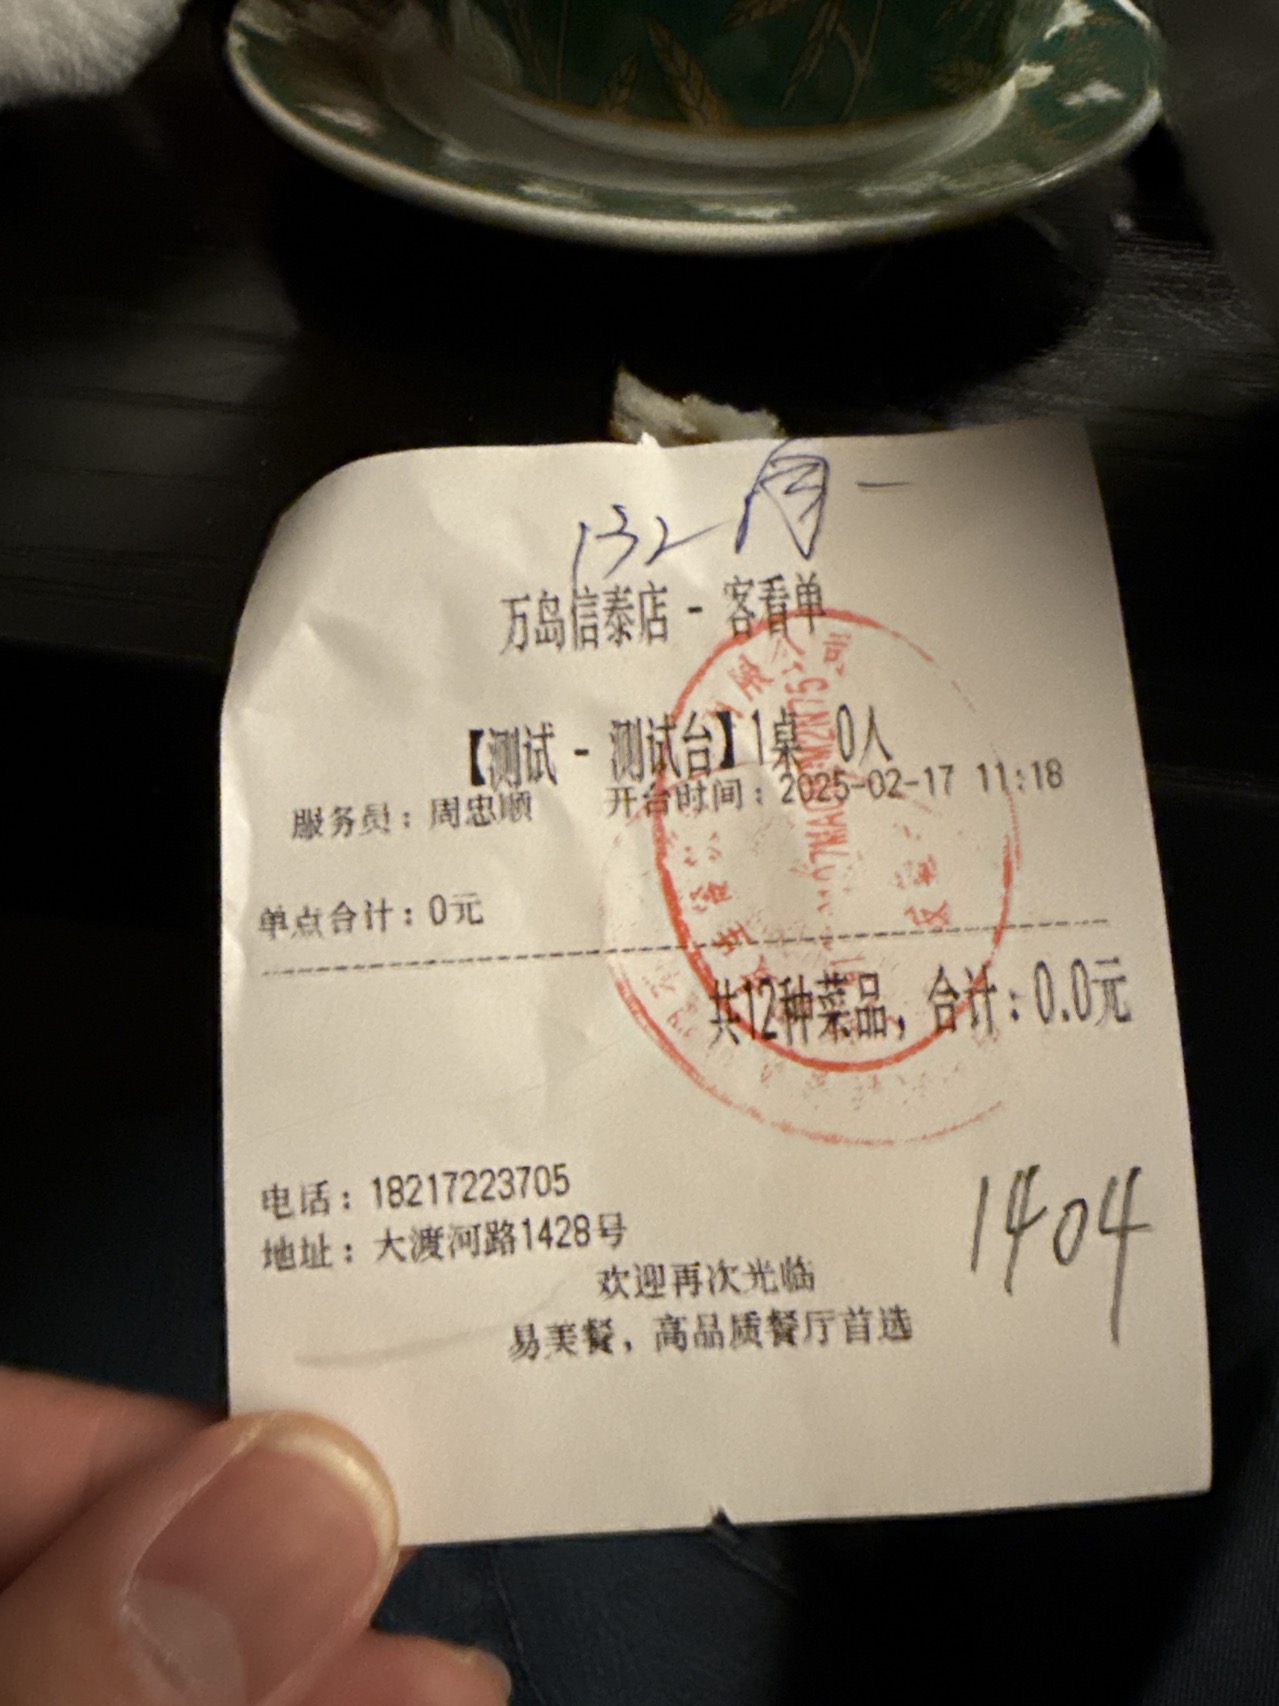 132 周一
万岛信泰店 - 客看单
【测试 - 测试台】1桌 0人
服务员：周忠顺 开台时间：2025-02-17 11:18
单点合计：0元
共12种菜品，合计：0.0元
电话：18217223705
地址：大渡河路1428号
1404
欢迎再次光临
易美餐，高品质餐厅首选